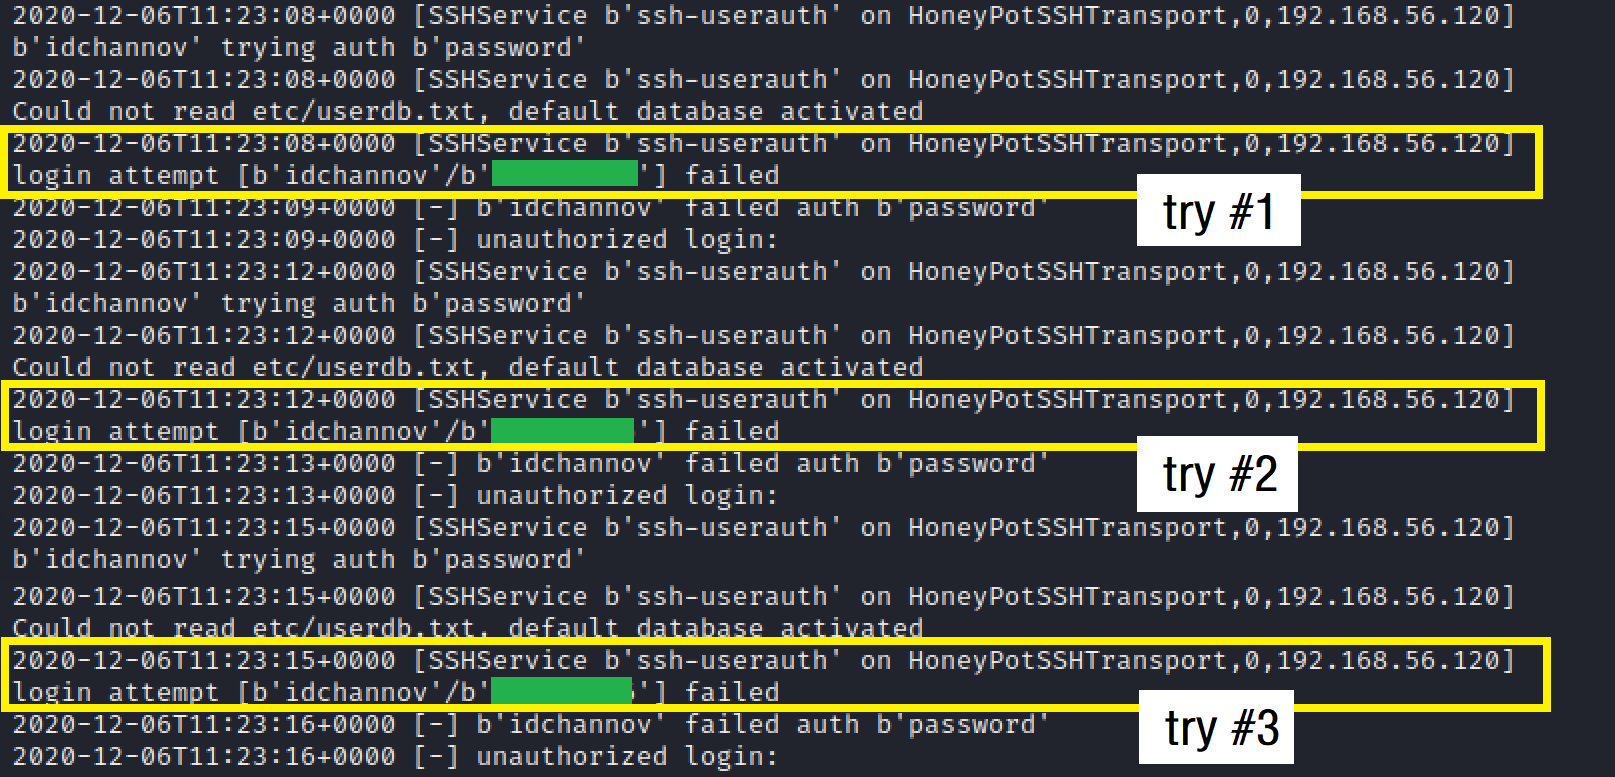 2020-12-06T11:23:08+0000 [SSHService b'ssh-userauth' on HoneyPotSSHTransport,0,192.168.56.120]
b'idchannov' trying auth b'password'
2020-12-06T11:23:08+0000 [SSHService b'ssh-userauth' on HoneyPotSSHTransport,0,192.168.56.120]
Could not read etc/userdb.txt, default database activated
2020-12-06T11:23:08+0000 [SSHService b'ssh-userauth' on HoneyPotSSHTransport,0,192.168.56.120]
login attempt [b'idchannov'/b'        '] failed
try #1
2020-12-06T11:23:09+0000 [-] b'idchannov' failed auth b'password'
2020-12-06T11:23:09+0000 [-] unauthorized login:
2020-12-06T11:23:12+0000 [SSHService b'ssh-userauth' on HoneyPotSSHTransport,0,192.168.56.120]
b'idchannov' trying auth b'password'
2020-12-06T11:23:12+0000 [SSHService b'ssh-userauth' on HoneyPotSSHTransport,0,192.168.56.120]
Could not read etc/userdb.txt, default database activated
2020-12-06T11:23:12+0000 [SSHService b'ssh-userauth' on HoneyPotSSHTransport,0,192.168.56.120]
login attempt [b'idchannov'/b'        '] failed
try #2
2020-12-06T11:23:13+0000 [-] b'idchannov' failed auth b'password'
2020-12-06T11:23:13+0000 [-] unauthorized login:
2020-12-06T11:23:15+0000 [SSHService b'ssh-userauth' on HoneyPotSSHTransport,0,192.168.56.120]
b'idchannov' trying auth b'password'
2020-12-06T11:23:15+0000 [SSHService b'ssh-userauth' on HoneyPotSSHTransport,0,192.168.56.120]
Could not read etc/userdb.txt, default database activated
2020-12-06T11:23:15+0000 [SSHService b'ssh-userauth' on HoneyPotSSHTransport,0,192.168.56.120]
login attempt [b'idchannov'/b'        '] failed
try #3
2020-12-06T11:23:16+0000 [-] b'idchannov' failed auth b'password'
2020-12-06T11:23:16+0000 [-] unauthorized login: